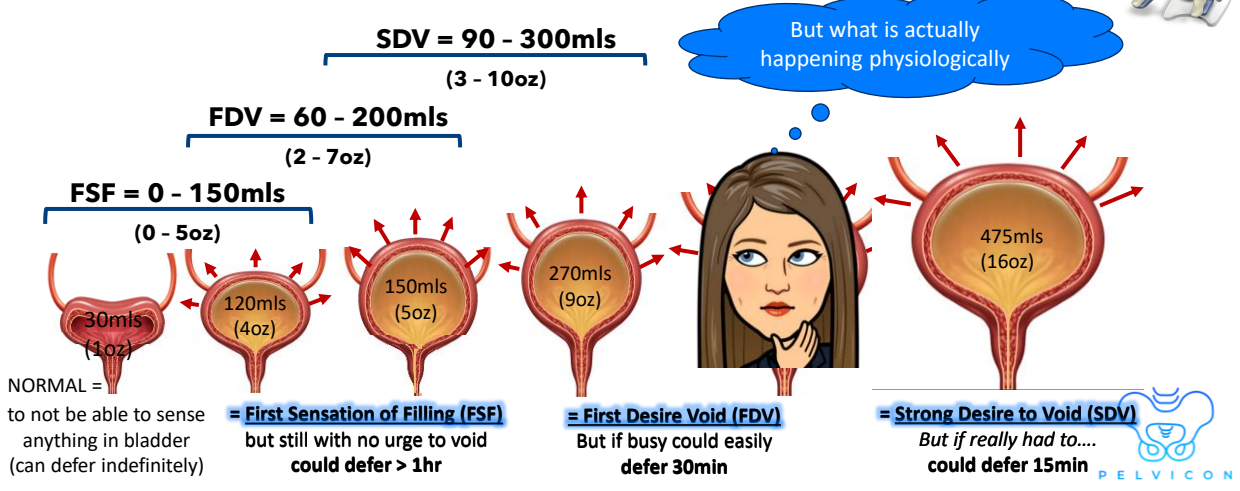 SDV = 90 – 300mls
(3 – 10oz)
But what is actually
happening physiologically
FDV = 60 – 200mls
(2 – 7oz)
FSF = 0 – 150mls
(0 – 5oz)
30mls
(1oz)
120mls
(4oz)
150mls
(5oz)
270mls
(9oz)
475mls
(16oz)
NORMAL =
to not be able to sense
anything in bladder
(can defer indefinitely)
= First Sensation of Filling (FSF)
but still with no urge to void
could defer > 1hr
= First Desire Void (FDV)
But if busy could easily
defer 30min
= Strong Desire to Void (SDV)
But if really had to....
could defer 15min
PELVICON